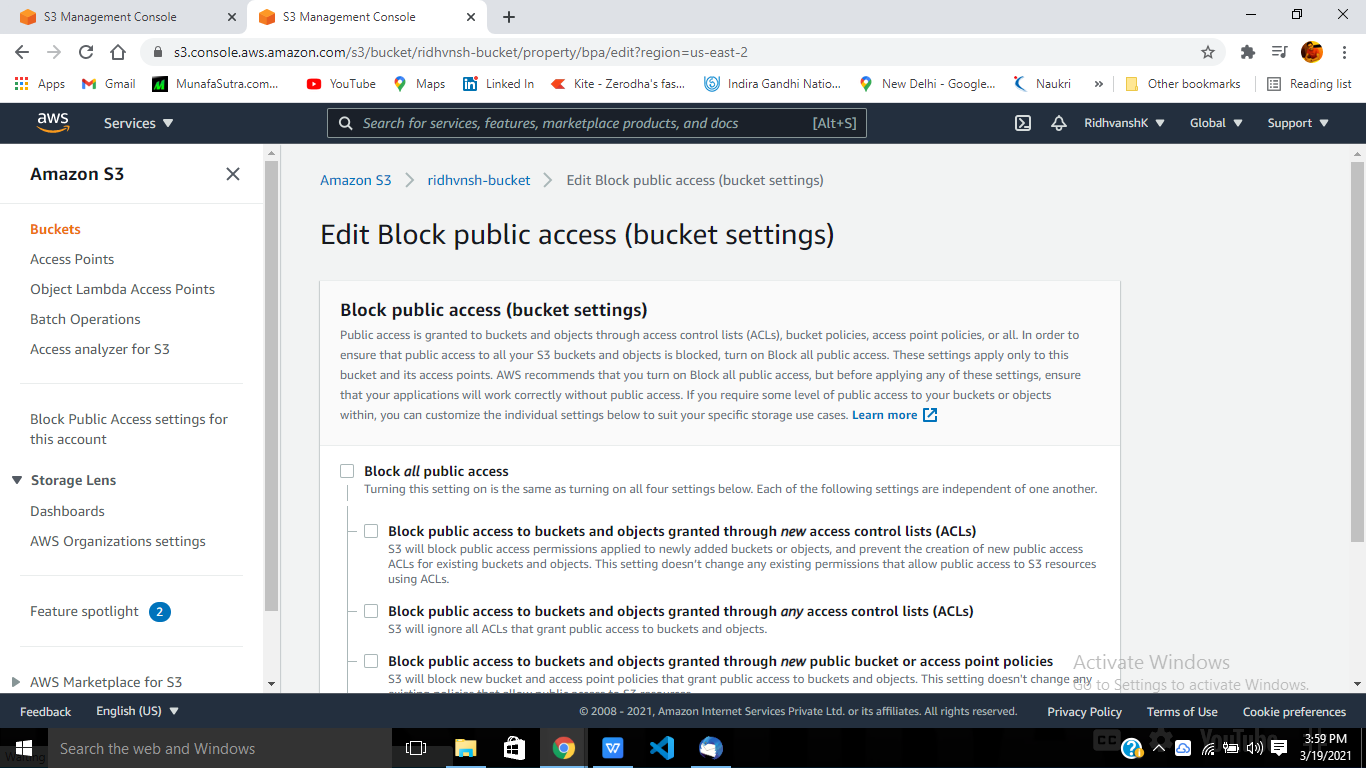 S3 Management Console
S3 Management Console
s3.console.aws.amazon.com/s3/bucket/ridhvnsh-bucket/property/bpa/edit?region=us-east-2
Apps Gmail MunafaSutra.com... YouTube Maps Linked In Kite - Zerodha's fas... Indira Gandhi Natio... New Delhi - Google... Naukri » Other bookmarks Reading list
aws Services Search for services, features, marketplace products, and docs [Alt+S] RidhvanshK Global Support
Amazon S3
Buckets
Access Points
Object Lambda Access Points
Batch Operations
Access analyzer for S3
Block Public Access settings for
this account
Storage Lens
Dashboards
AWS Organizations settings
Feature spotlight 2
AWS Marketplace for S3
Amazon S3 ridhvnsh-bucket Edit Block public access (bucket settings)
Edit Block public access (bucket settings)
Block public access (bucket settings)
Public access is granted to buckets and objects through access control lists (ACLs), bucket policies, access point policies, or all. In order to
ensure that public access to all your S3 buckets and objects is blocked, turn on Block all public access. These settings apply only to this
bucket and its access points. AWS recommends that you turn on Block all public access, but before applying any of these settings, ensure
that your applications will work correctly without public access. If you require some level of public access to your buckets or objects
within, you can customize the individual settings below to suit your specific storage use cases. Learn more
Block all public access
Turning this setting on is the same as turning on all four settings below. Each of the following settings are independent of one another.
Block public access to buckets and objects granted through new access control lists (ACLs)
S3 will block public access permissions applied to newly added buckets or objects, and prevent the creation of new public access
ACLs for existing buckets and objects. This setting doesn't change any existing permissions that allow public access to S3 resources
using ACLs.
Block public access to buckets and objects granted through any access control lists (ACLs)
S3 will ignore all ACLs that grant public access to buckets and objects.
Block public access to buckets and objects granted through new public bucket or access point policies
S3 will block new bucket and access point policies that grant public access to buckets and objects. This setting doesn't change any
existing policies that allow public access to S3 resources.
Activate Windows
Go to Settings to activate Windows.
Feedback English (US) © 2008 - 2021, Amazon Internet Services Private Ltd. or its affiliates. All rights reserved. Privacy Policy Terms of Use Cookie preferences
Waiting
Search the web and Windows
CC YouTube
3:59 PM
3/19/2021